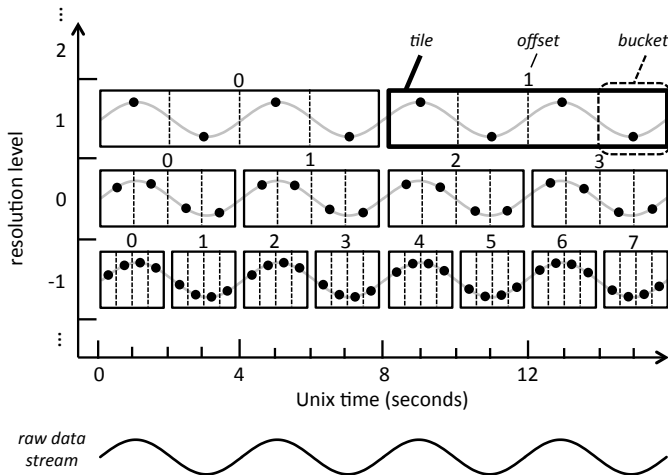 ...
tile offset bucket
2
0 1
1
0 1 2 3
0
0 1 2 3 4 5 6 7
-1
...
resolution level
0 4 8 12
Unix time (seconds)
raw data
stream